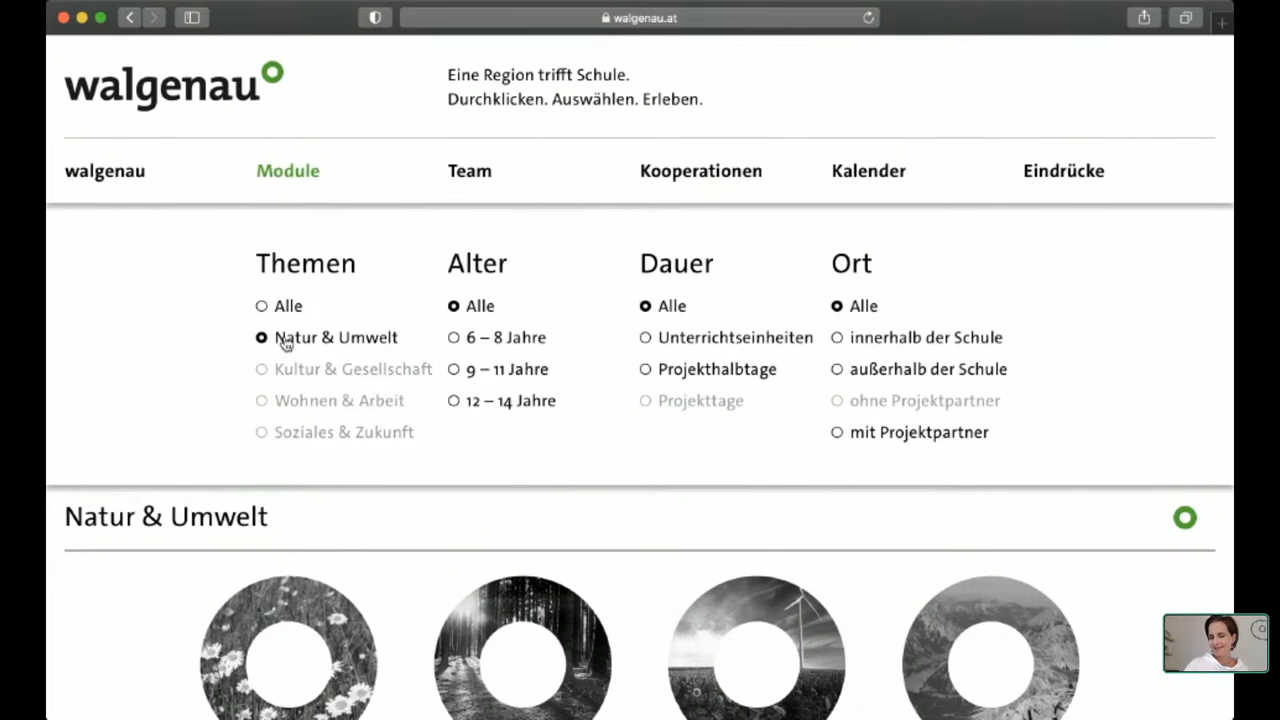 walgenau.at
walgenau
Eine Region trifft Schule.
Durchklicken. Auswählen. Erleben.
walgenau
Module
Team
Kooperationen
Kalender
Eindrücke
Themen
Alle
Natur & Umwelt
Kultur & Gesellschaft
Wohnen & Arbeit
Soziales & Zukunft
Alter
Alle
6 – 8 Jahre
9 – 11 Jahre
12 – 14 Jahre
Dauer
Alle
Unterrichtseinheiten
Projekthalbtage
Projekttage
Ort
Alle
innerhalb der Schule
außerhalb der Schule
ohne Projektpartner
mit Projektpartner
Natur & Umwelt